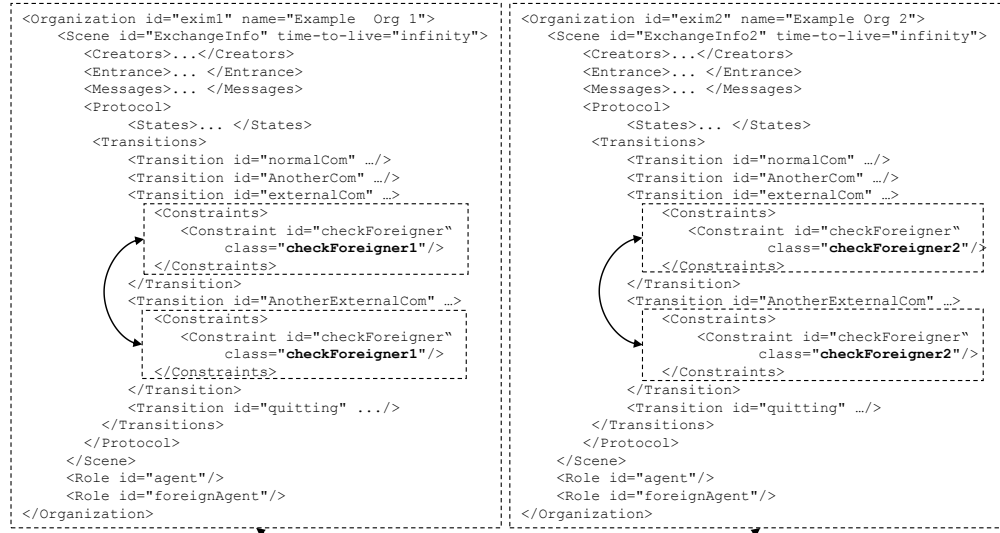 <Organization id="exim1" name="Example  Org 1">
<Scene id="ExchangeInfo" time-to-live="infinity">
<Creators>...</Creators>
<Entrance>... </Entrance>
<Messages>... </Messages>
<Protocol>
<States>... </States>
<Transitions>
<Transition id="normalCom" …/>
<Transition id="AnotherCom" …/>
<Transition id="externalCom" …>
<Constraints>
<Constraint id="checkForeigner“
class="checkForeigner1"/>
</Constraints>
</Transition>
<Transition id="AnotherExternalCom" …>
<Constraints>
<Constraint id="checkForeigner“
class="checkForeigner1"/>
</Constraints>
</Transition>
<Transition id="quitting" .../>
</Transitions>
</Protocol>
</Scene>
<Role id="agent"/>
<Role id="foreignAgent"/>
</Organization>
<Organization id="exim2" name="Example Org 2">
<Scene id="ExchangeInfo2" time-to-live="infinity">
<Creators>...</Creators>
<Entrance>... </Entrance>
<Messages>... </Messages>
<Protocol>
<States>... </States>
<Transitions>
<Transition id="normalCom" …/>
<Transition id="AnotherCom" …/>
<Transition id="externalCom" …>
<Constraints>
<Constraint id="checkForeigner“
class="checkForeigner2"/>
</Constraints>
</Transition>
<Transition id="AnotherExternalCom" …>
<Constraints>
<Constraint id="checkForeigner“
class="checkForeigner2"/>
</Constraints>
</Transition>
<Transition id="quitting" …/>
</Transitions>
</Protocol>
</Scene>
<Role id="agent"/>
<Role id="foreignAgent"/>
</Organization>